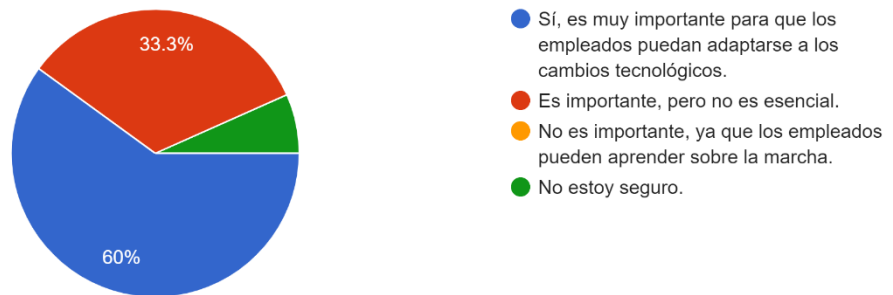 33.3%
60%
Sí, es muy importante para que los
empleados puedan adaptarse a los
cambios tecnológicos.
Es importante, pero no es esencial.
No es importante, ya que los empleados
pueden aprender sobre la marcha.
No estoy seguro.